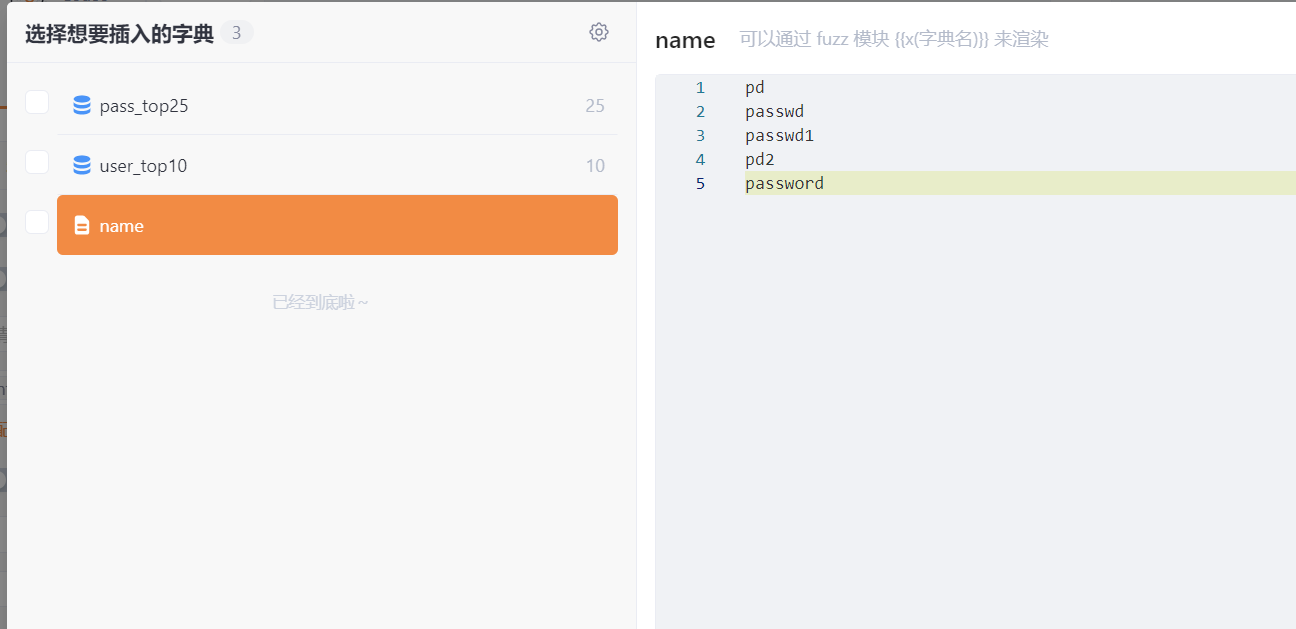 选择想要插入的字典 3
pass_top25 25
user_top10 10
name
已经到底啦~
name 可以通过 fuzz 模块 {{x(字典名)}} 来渲染
1 pd
2 passwd
3 passwd1
4 pd2
5 password